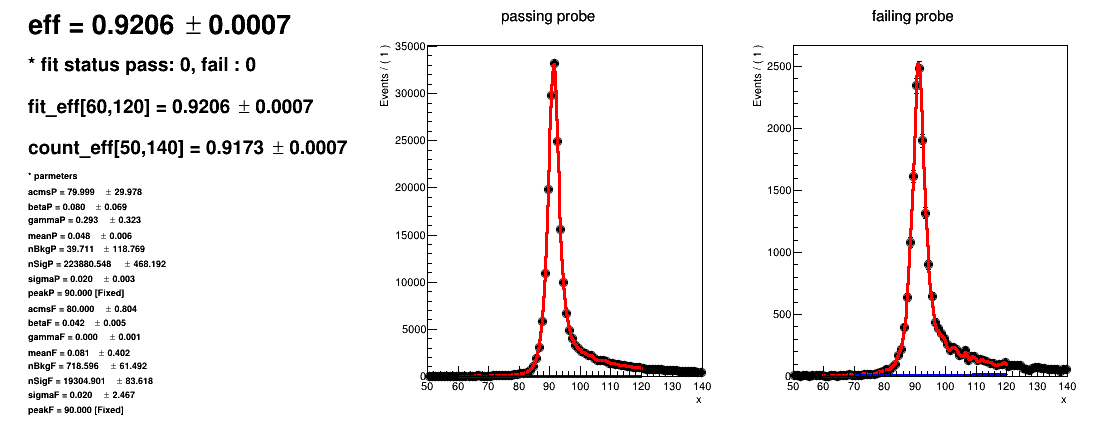 eff = 0.9206 ± 0.0007
* fit status pass: 0, fail : 0
fit_eff[60,120] = 0.9206 ± 0.0007
count_eff[50,140] = 0.9173 ± 0.0007
* parmeters
acmsP = 79.999 ± 29.978
betaP = 0.080 ± 0.069
gammaP = 0.293 ± 0.323
meanP = 0.048 ± 0.006
nBkgP = 39.711 ± 118.769
nSigP = 223880.548 ± 468.192
sigmaP = 0.020 ± 0.003
peakP = 90.000 [Fixed]
acmsF = 80.000 ± 0.804
betaF = 0.042 ± 0.005
gammaF = 0.000 ± 0.001
meanF = 0.081 ± 0.402
nBkgF = 718.596 ± 61.492
nSigF = 19304.901 ± 83.618
sigmaF = 0.020 ± 2.467
peakF = 90.000 [Fixed]
passing probe
Events / ( 1 )
35000
30000
25000
20000
15000
10000
5000
0
50 60 70 80 90 100 110 120 130 140
x
failing probe
Events / ( 1 )
2500
2000
1500
1000
500
0
50 60 70 80 90 100 110 120 130 140
x